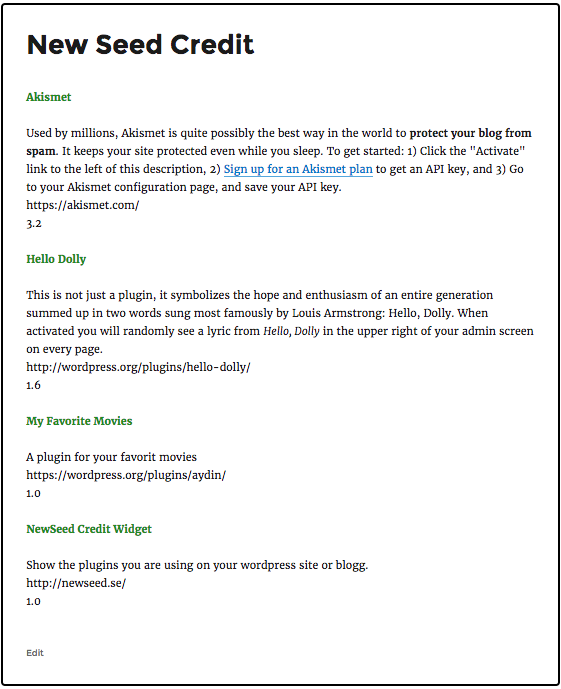 New Seed Credit
Akismet
Used by millions, Akismet is quite possibly the best way in the world to protect your blog from
spam. It keeps your site protected even while you sleep. To get started: 1) Click the "Activate"
link to the left of this description, 2) Sign up for an Akismet plan to get an API key, and 3) Go
to your Akismet configuration page, and save your API key.
https://akismet.com/
3.2
Hello Dolly
This is not just a plugin, it symbolizes the hope and enthusiasm of an entire generation
summed up in two words sung most famously by Louis Armstrong: Hello, Dolly. When
activated you will randomly see a lyric from Hello, Dolly in the upper right of your admin screen
on every page.
http://wordpress.org/plugins/hello-dolly/
1.6
My Favorite Movies
A plugin for your favorit movies
https://wordpress.org/plugins/aydin/
1.0
NewSeed Credit Widget
Show the plugins you are using on your wordpress site or blogg.
http://newseed.se/
1.0
Edit